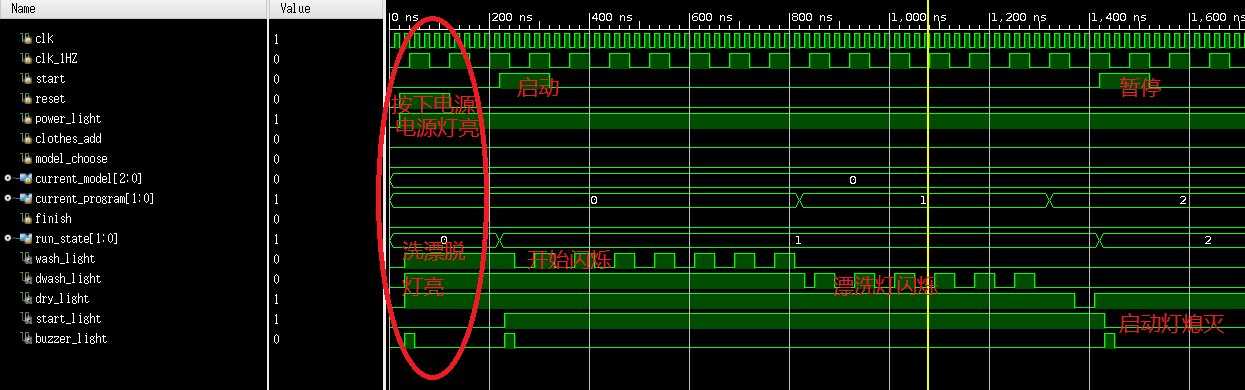 Name Value
0 ns 200 ns 400 ns 600 ns 800 ns 1,000 ns 1,200 ns 1,400 ns 1,600 ns
clk 1
clk_1HZ 0
start 0 启动 暂停
reset 0 按下电源
power_light 1 电源灯亮
clothes_add 0
model_choose 0
current_model[2:0] 0 0
current_program[1:0] 1 0 1 2
finish 0
run_state[1:0] 1 0 1 2
wash_light 0 洗漂脱 开始闪烁
dwash_light 0 灯亮 漂洗灯闪烁
dry_light 1
start_light 1 启动灯熄灭
buzzer_light 0